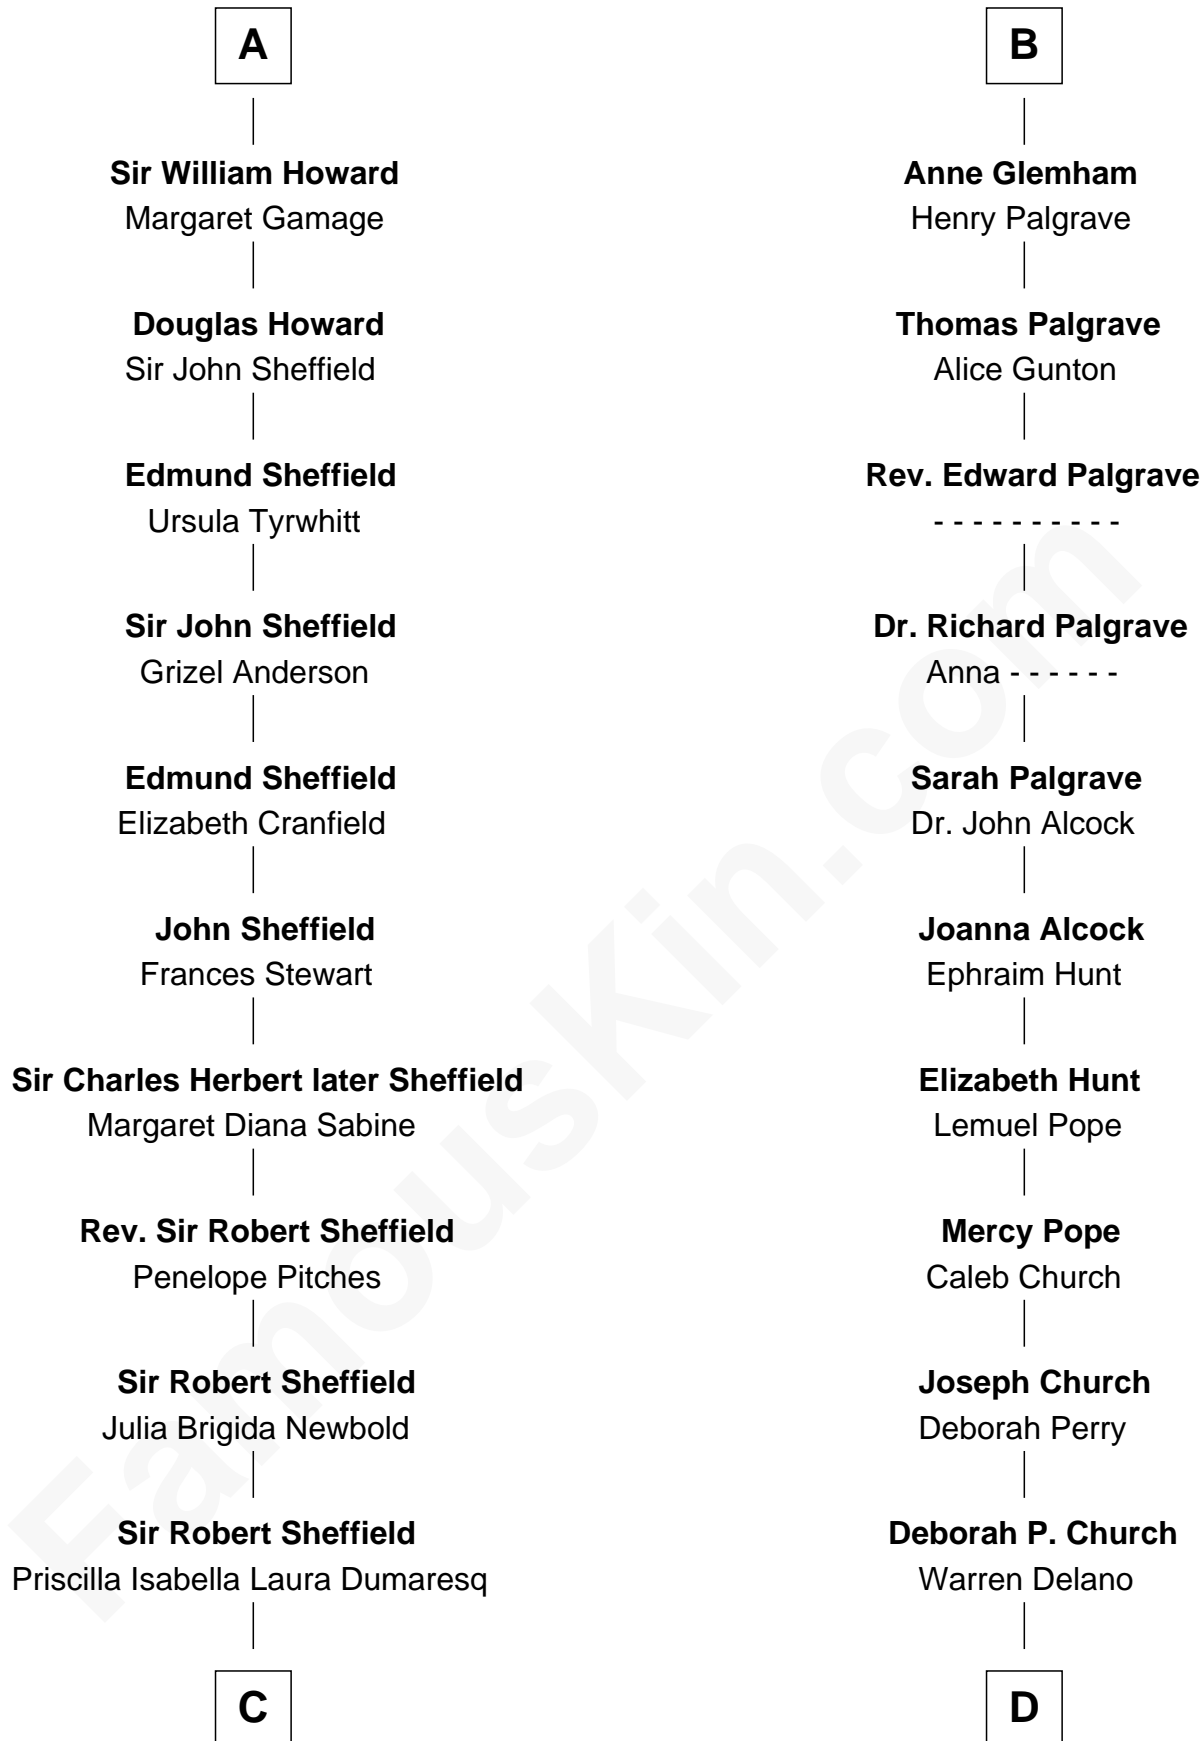 A
Sir William Howard
Margaret Gamage
Douglas Howard
Sir John Sheffield
Edmund Sheffield
Ursula Tyrwhitt
Sir John Sheffield
Grizel Anderson
Edmund Sheffield
Elizabeth Cranfield
John Sheffield
Frances Stewart
Sir Charles Herbert later Sheffield
Margaret Diana Sabine
Rev. Sir Robert Sheffield
Penelope Pitches
Sir Robert Sheffield
Julia Brigida Newbold
Sir Robert Sheffield
Priscilla Isabella Laura Dumaresq
C
B
Anne Glemham
Henry Palgrave
Thomas Palgrave
Alice Gunton
Rev. Edward Palgrave
- - - - - - - - - -
Dr. Richard Palgrave
Anna - - - - - -
Sarah Palgrave
Dr. John Alcock
Joanna Alcock
Ephraim Hunt
Elizabeth Hunt
Lemuel Pope
Mercy Pope
Caleb Church
Joseph Church
Deborah Perry
Deborah P. Church
Warren Delano
D
FamousKin.com